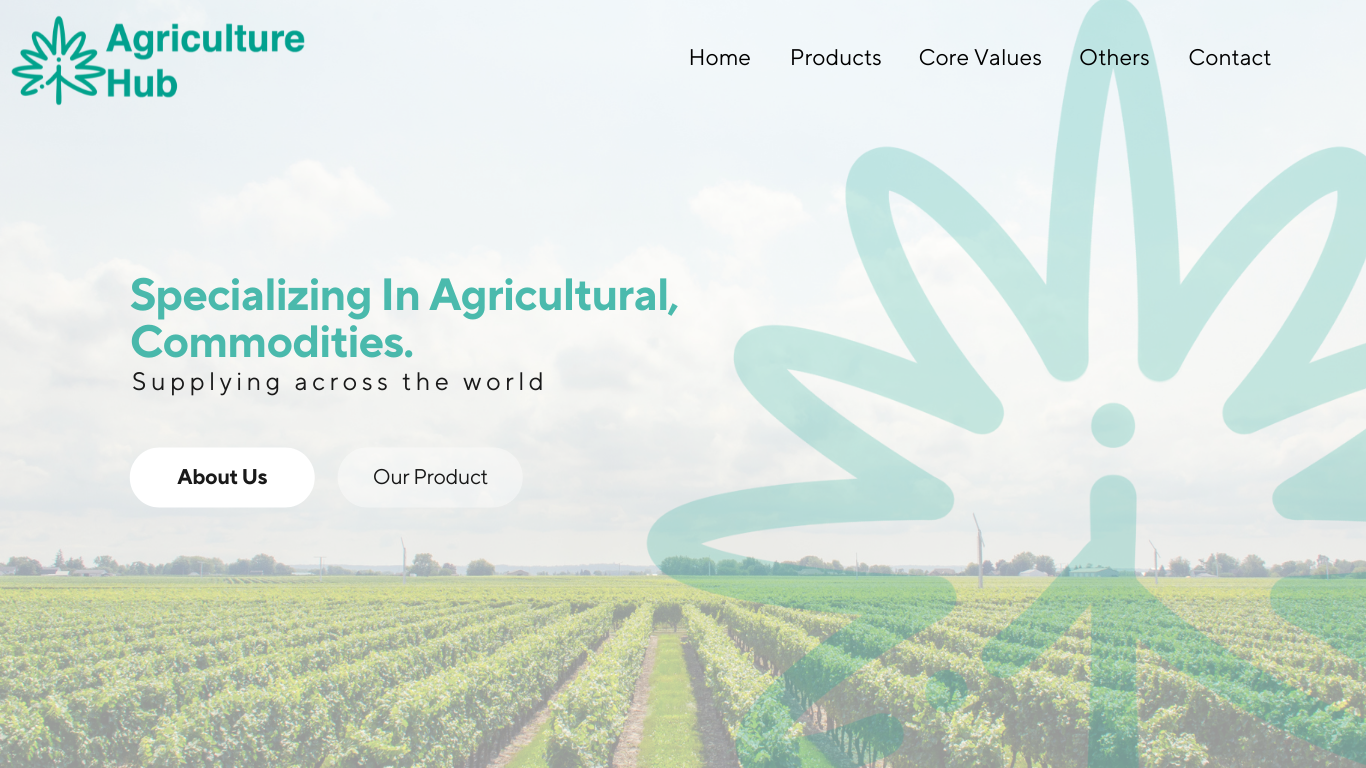 Agriculture
Hub
Home Products Core Values Others Contact
Specializing In Agricultural,
Commodities.
Supplying across the world
About Us Our Product